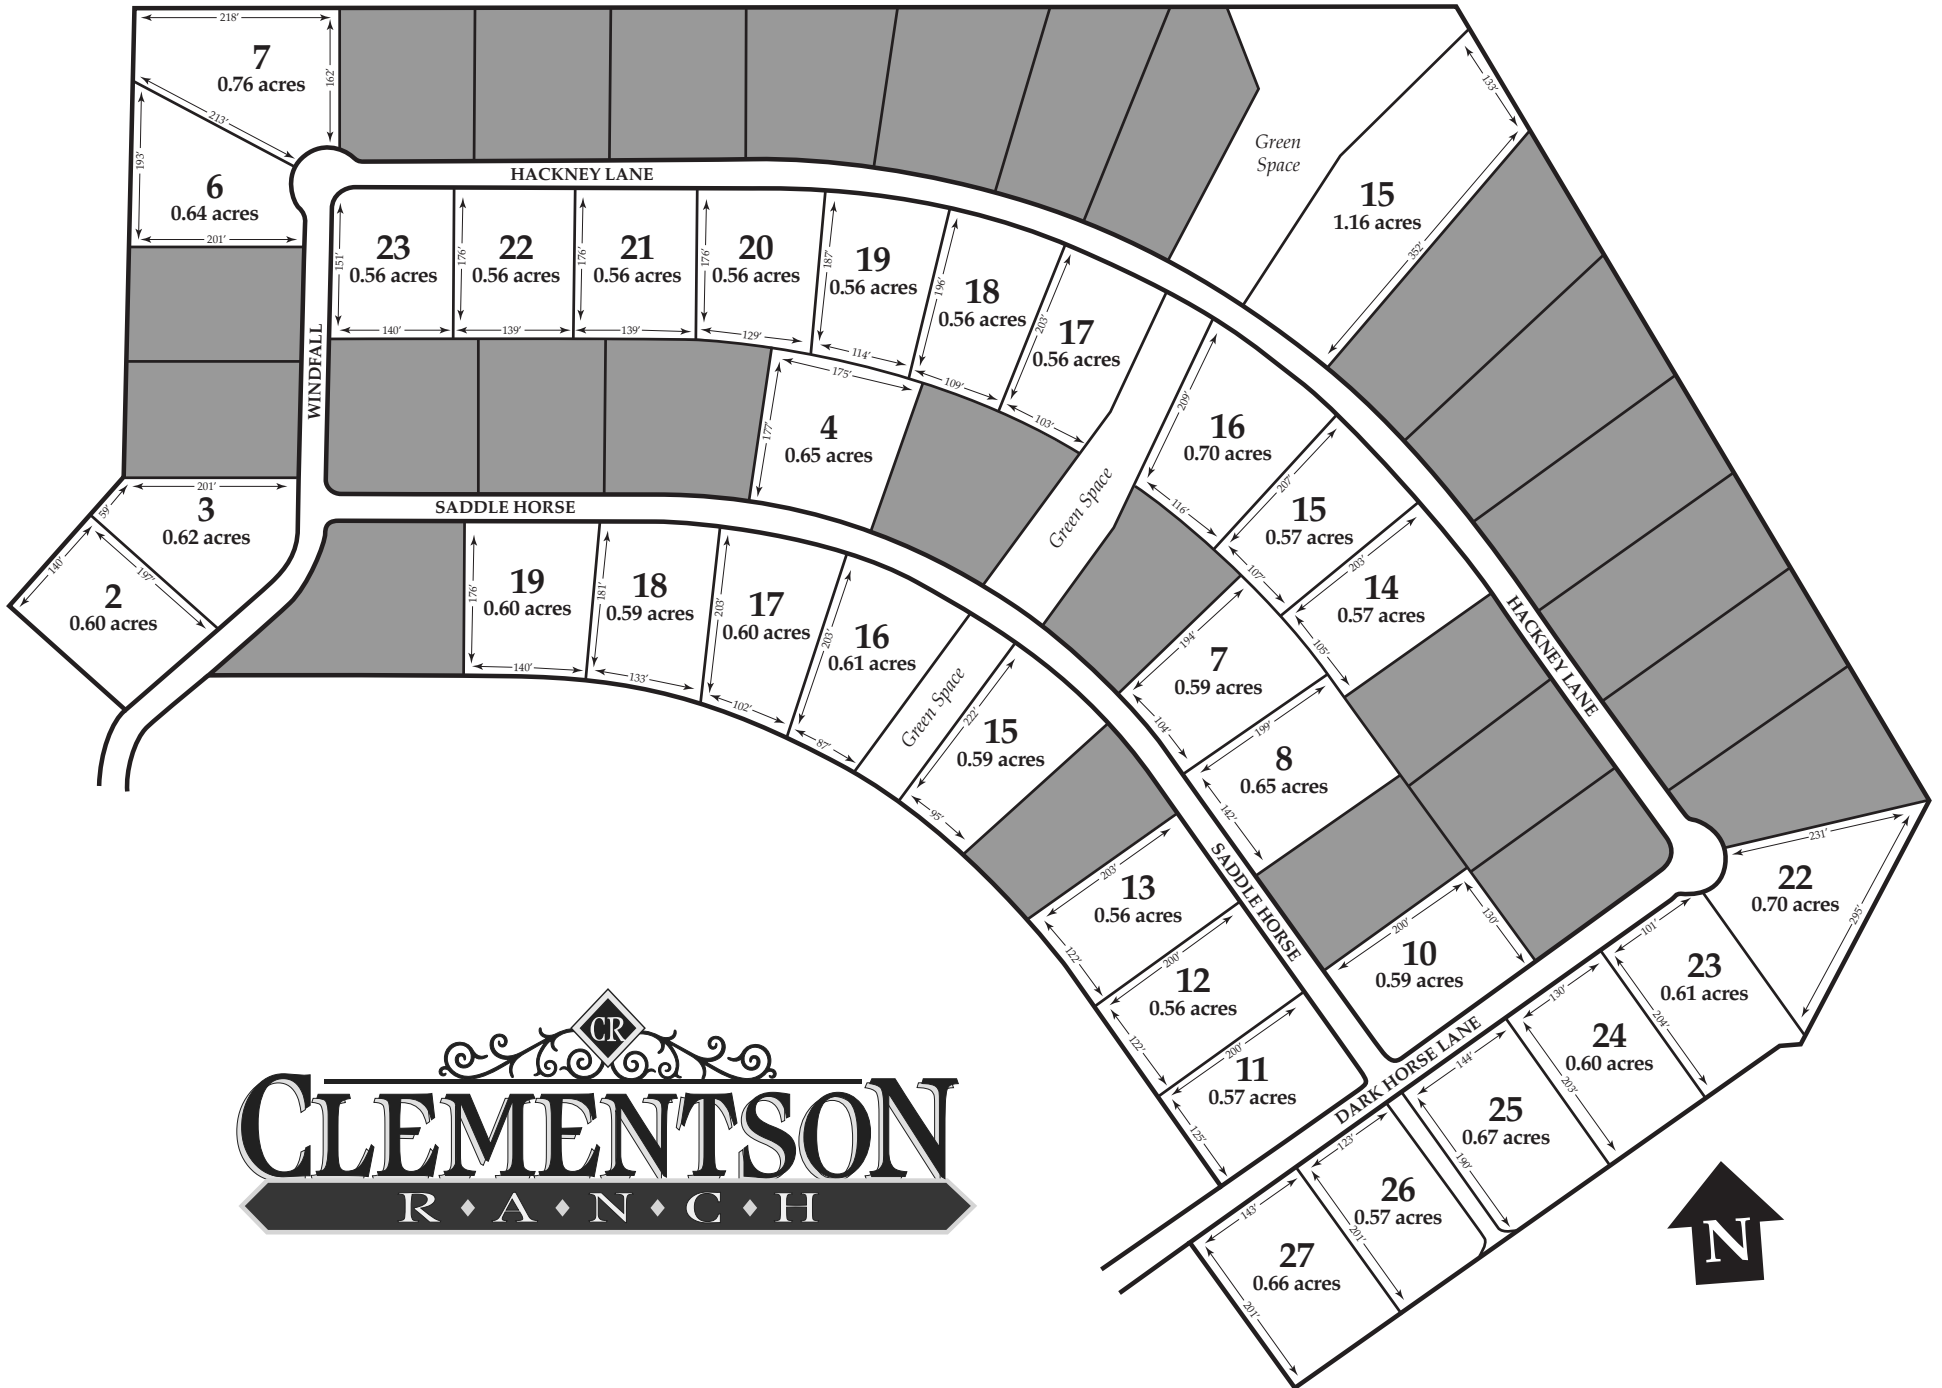 218'
7
0.76 acres
162'
213'
193'
6
0.64 acres
201'
HACKNEY LANE
Green
Space
133'
15
1.16 acres
352'
151'
23
0.56 acres
140'
176'
22
0.56 acres
139'
176'
21
0.56 acres
139'
176'
20
0.56 acres
129'
187'
19
0.56 acres
114'
196'
18
0.56 acres
109'
203'
17
0.56 acres
103'
WINDFALL
175'
177'
4
0.65 acres
Green Space
209'
16
0.70 acres
116'
207'
15
0.57 acres
107'
203'
14
0.57 acres
105'
HACKNEY LANE
201'
3
0.62 acres
59'
197'
140'
2
0.60 acres
SADDLE HORSE
176'
19
0.60 acres
140'
181'
18
0.59 acres
133'
203'
17
0.60 acres
102'
203'
16
0.61 acres
87'
Green Space
222'
15
0.59 acres
95'
194'
7
0.59 acres
104'
199'
8
0.65 acres
142'
SADDLE HORSE
203'
13
0.56 acres
122'
200'
12
0.56 acres
122'
200'
11
0.57 acres
125'
200'
130'
10
0.59 acres
231'
22
0.70 acres
295'
101'
23
0.61 acres
204'
130'
24
0.60 acres
203'
DARK HORSE LANE
144'
25
0.67 acres
190'
123'
26
0.57 acres
201'
143'
27
0.66 acres
201'
CR
CLEMENTSON
RANCH
N